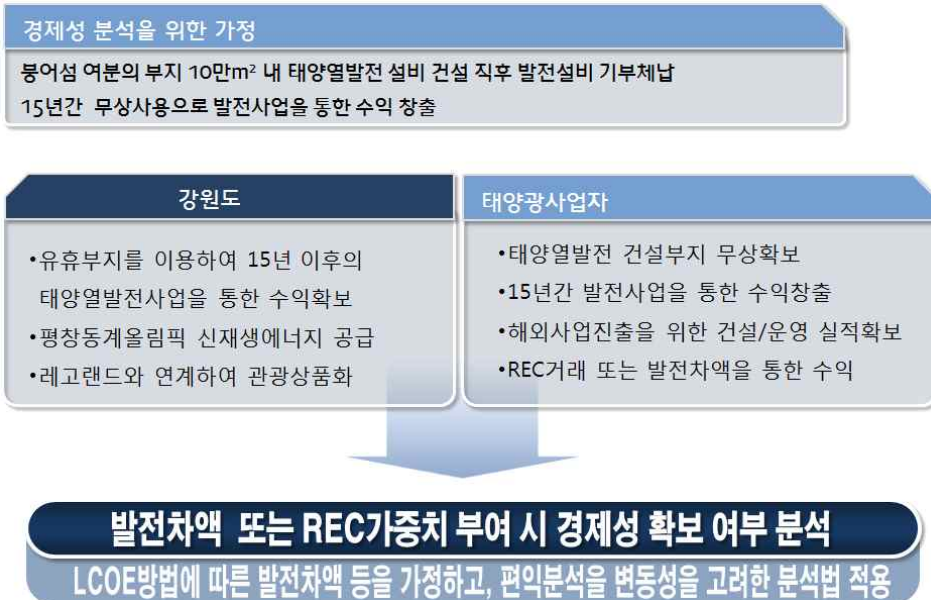 경제성 분석을 위한 가정
붕어섬 여분의 부지 10만m² 내 태양열발전 설비 건설 직후 발전설비 기부체납
15년간 무상사용으로 발전사업을 통한 수익 창출
강원도
•유휴부지를 이용하여 15년 이후의
태양열발전사업을 통한 수익확보
•평창동계올림픽 신재생에너지 공급
•레고랜드와 연계하여 관광상품화
태양광사업자
•태양열발전 건설부지 무상확보
•15년간 발전사업을 통한 수익창출
•해외사업진출을 위한 건설/운영 실적확보
•REC거래 또는 발전차액을 통한 수익
발전차액 또는 REC가중치 부여 시 경제성 확보 여부 분석
LCOE방법에 따른 발전차액 등을 가정하고, 편익분석을 변동성을 고려한 분석법 적용